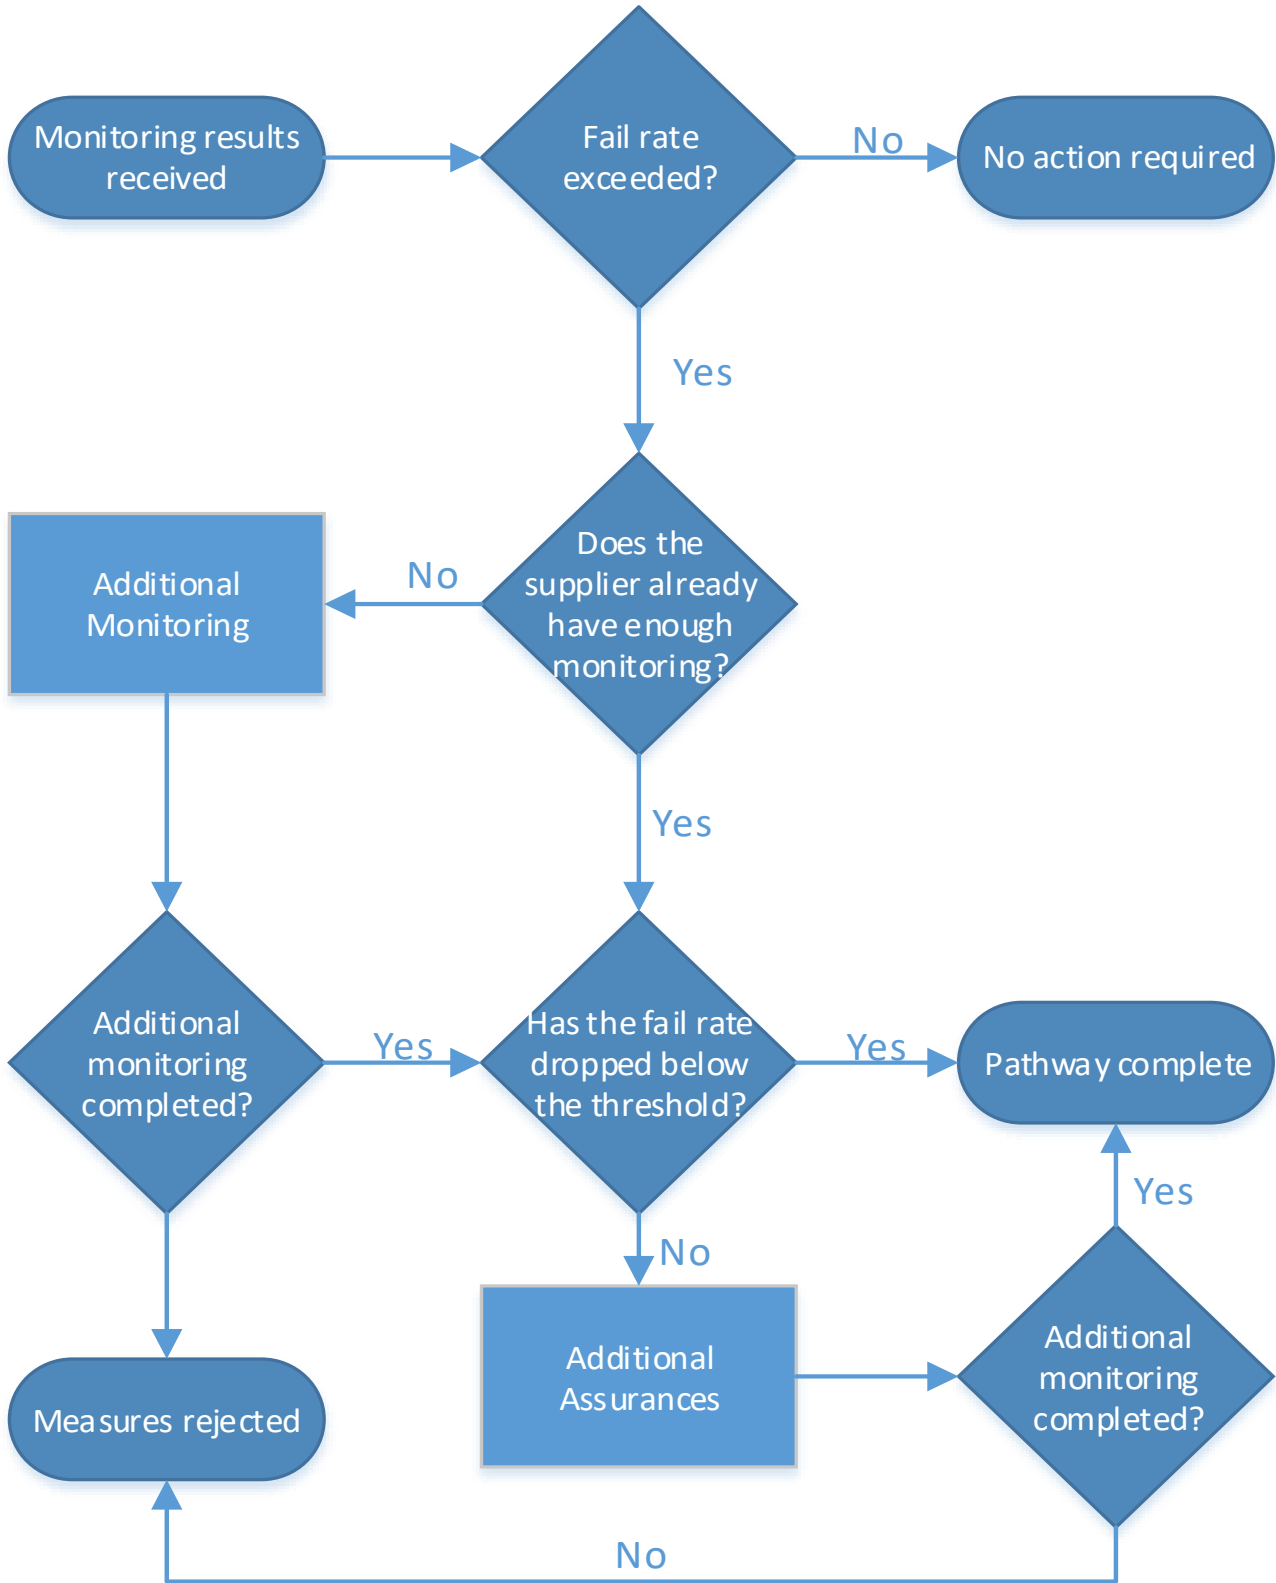 Monitoring results
received
Fail rate
exceeded?
No
No action required
Yes
Additional
Monitoring
No
Does the
supplier already
have enough
monitoring?
Yes
Additional
monitoring
completed?
Yes
Has the fail rate
dropped below
the threshold?
Yes
Pathway complete
Yes
No
Additional
Assurances
Additional
monitoring
completed?
Measures rejected
No